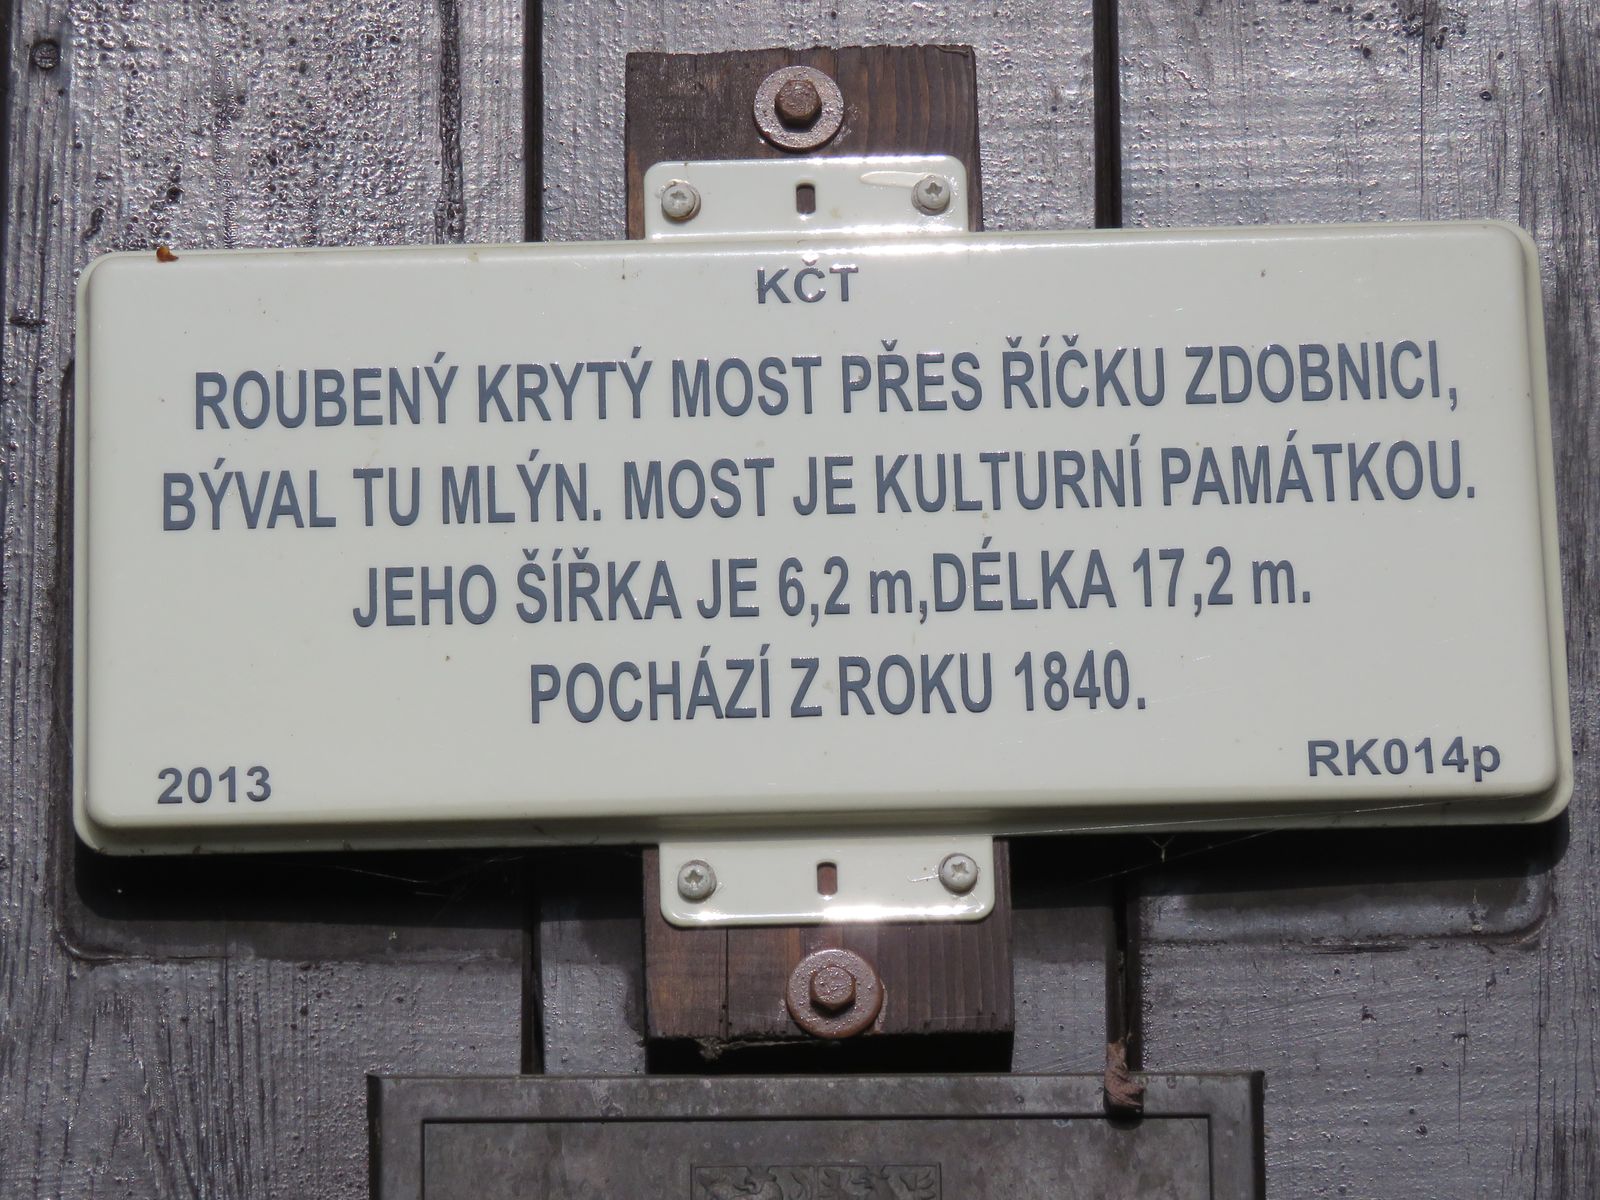 KČT
ROUBENÝ KRYTÝ MOST PŘES ŘÍČKU ZDOBNICI,
BÝVAL TU MLÝN. MOST JE KULTURNÍ PAMÁTKOU.
JEHO ŠÍŘKA JE 6,2 m,DÉLKA 17,2 m.
POCHÁZÍ Z ROKU 1840.
2013
RK014p